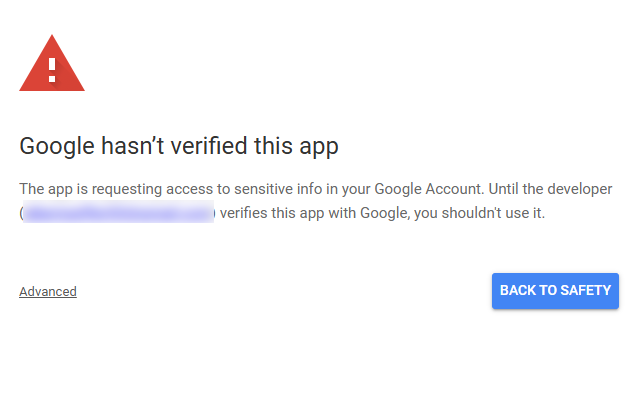 Google hasn't verified this app
The app is requesting access to sensitive info in your Google Account. Until the developer
( ) verifies this app with Google, you shouldn't use it.
Advanced
BACK TO SAFETY